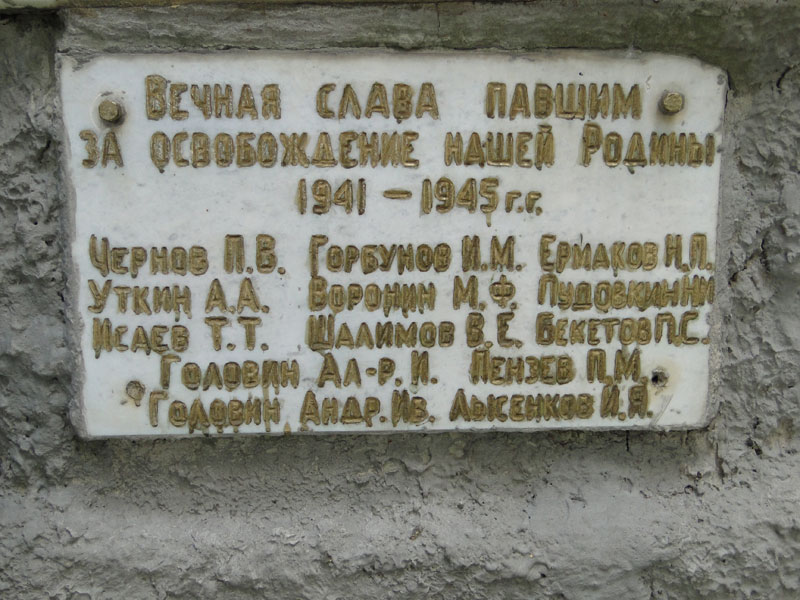 Вечная слава павшим
за освобождение нашей Родины
1941 – 1945 г.г.
Чернов П.В. Горбунов И.М. Ермаков Н.П.
Уткин А.А. Воронин М.Ф. Пудовкин Н И
Исаев Т.Т. Шалимов В.Е. Бекетов П.С.
Головин Ал-р. И. Пензев П.М.
Головин Андр. Ив. Лысенков И.Я.